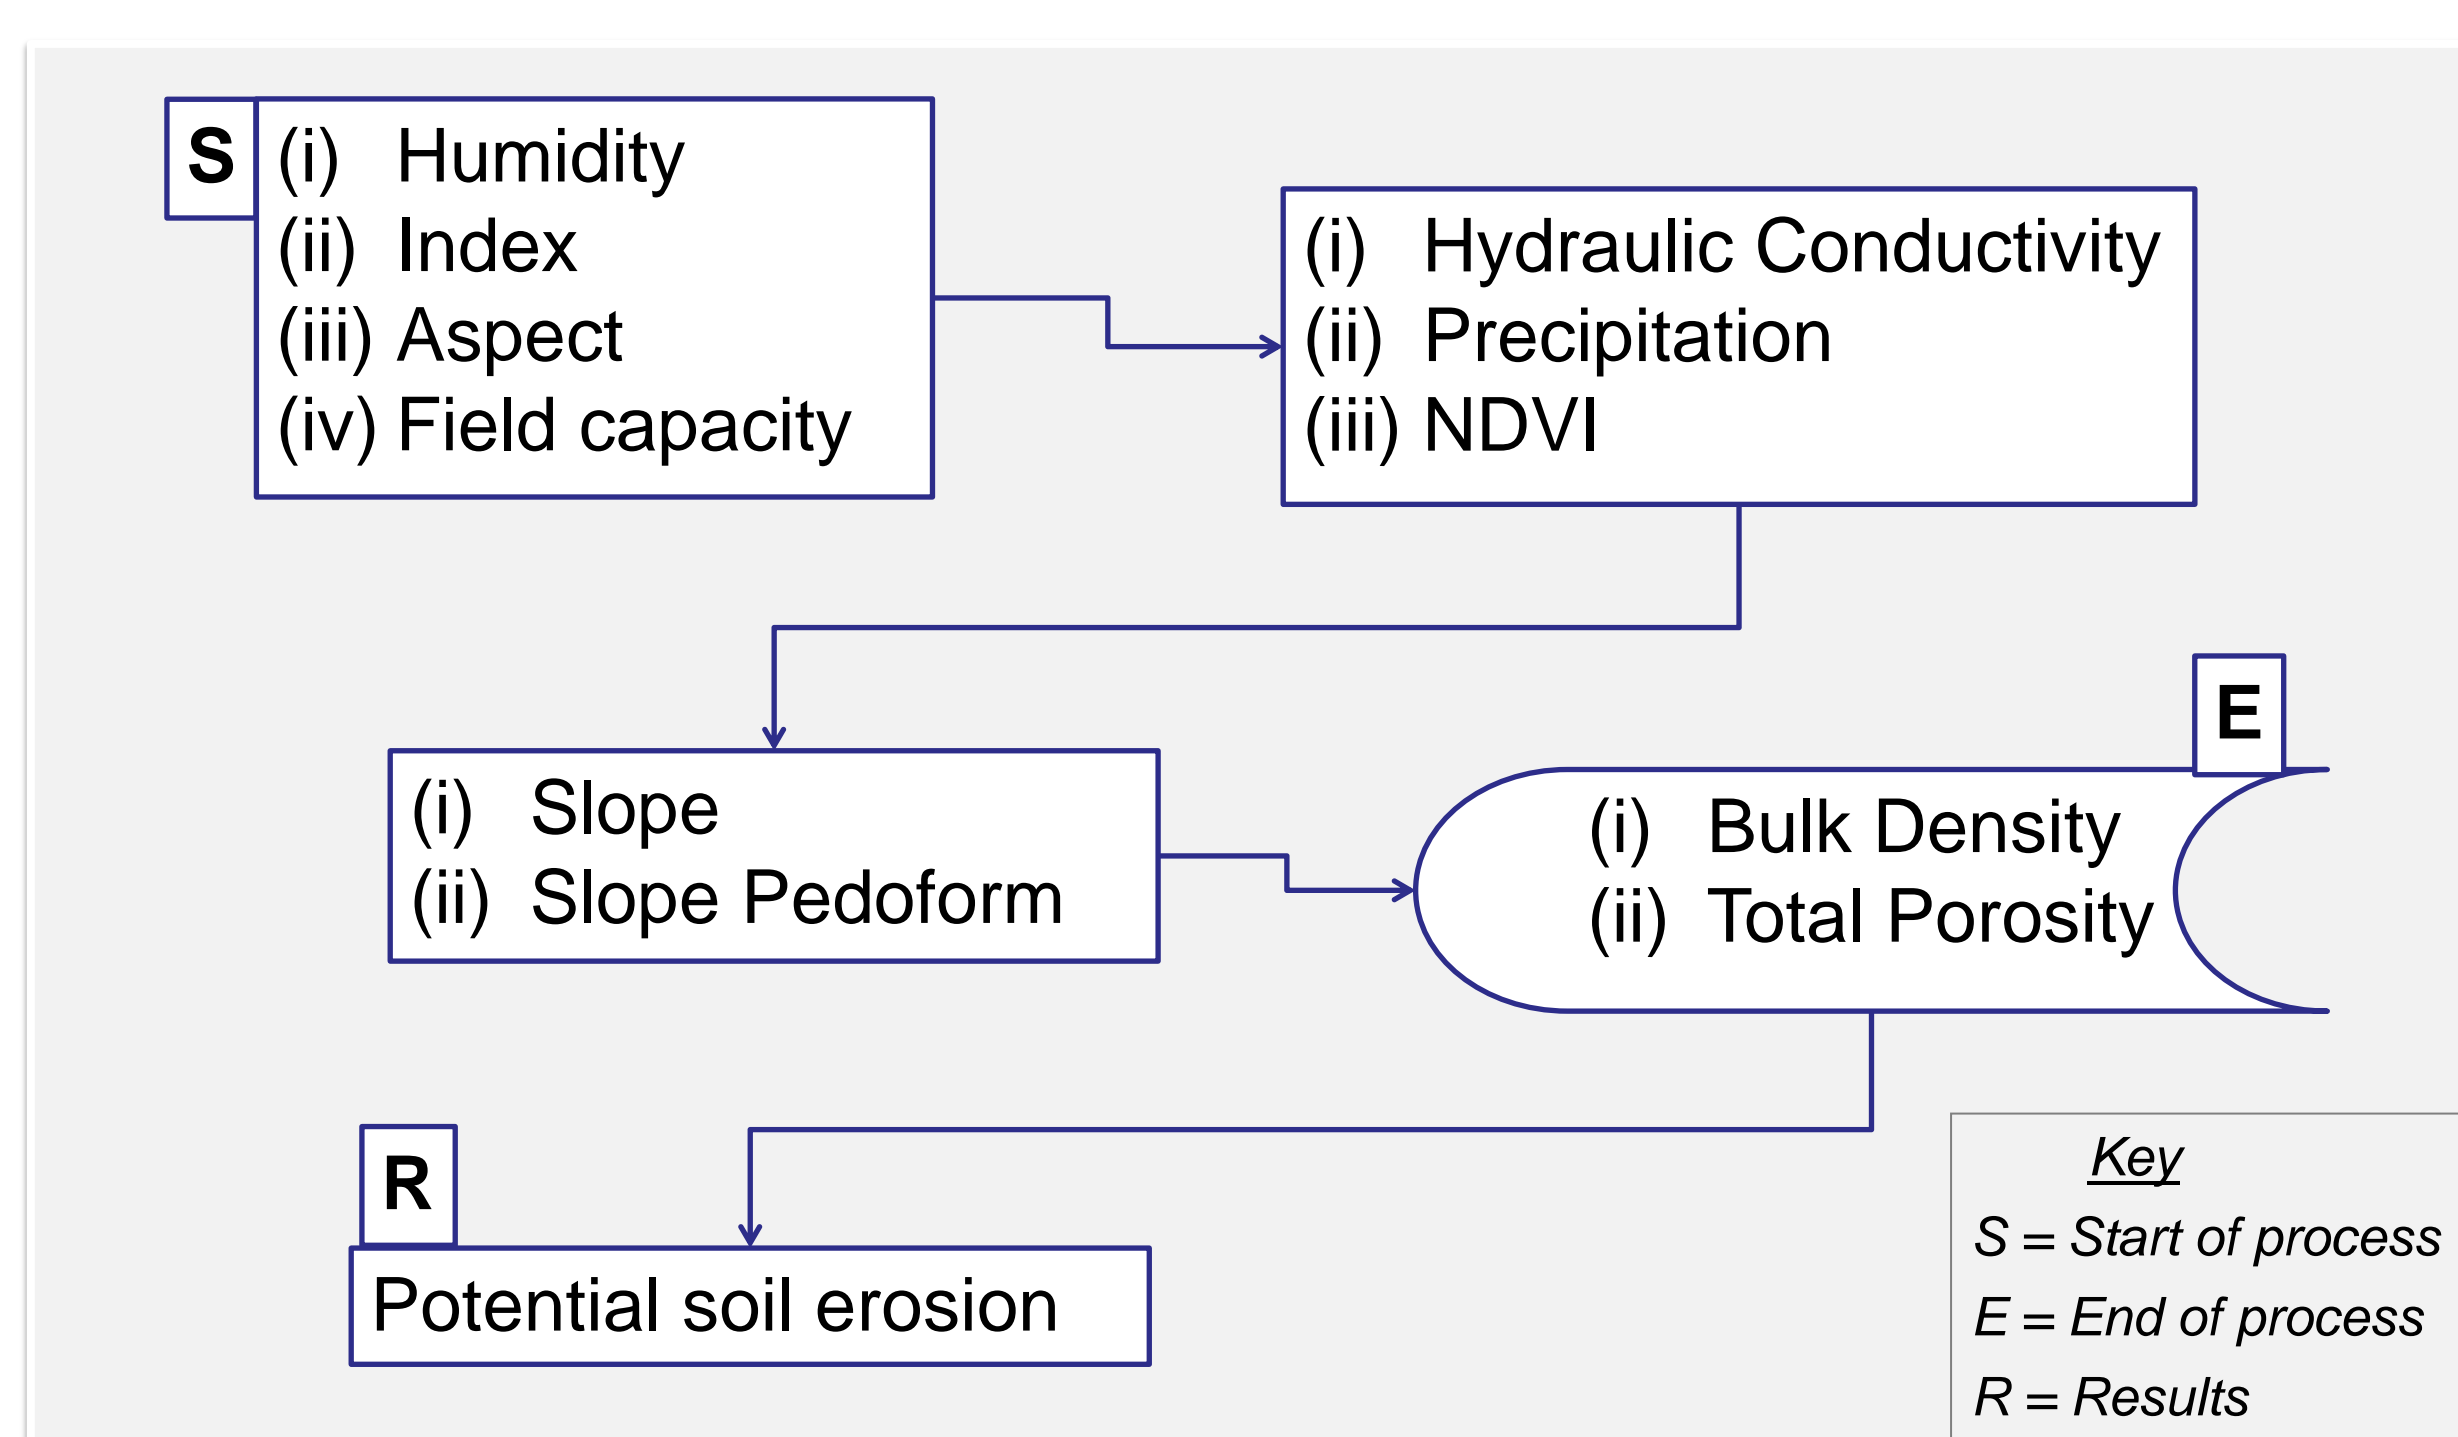 S
(i) Humidity
(ii) Index
(iii) Aspect
(iv) Field capacity
(i) Hydraulic Conductivity
(ii) Precipitation
(iii) NDVI
(i) Slope
(ii) Slope Pedoform
E
(i) Bulk Density
(ii) Total Porosity
R
Potential soil erosion
Key
S = Start of process
E = End of process
R = Results